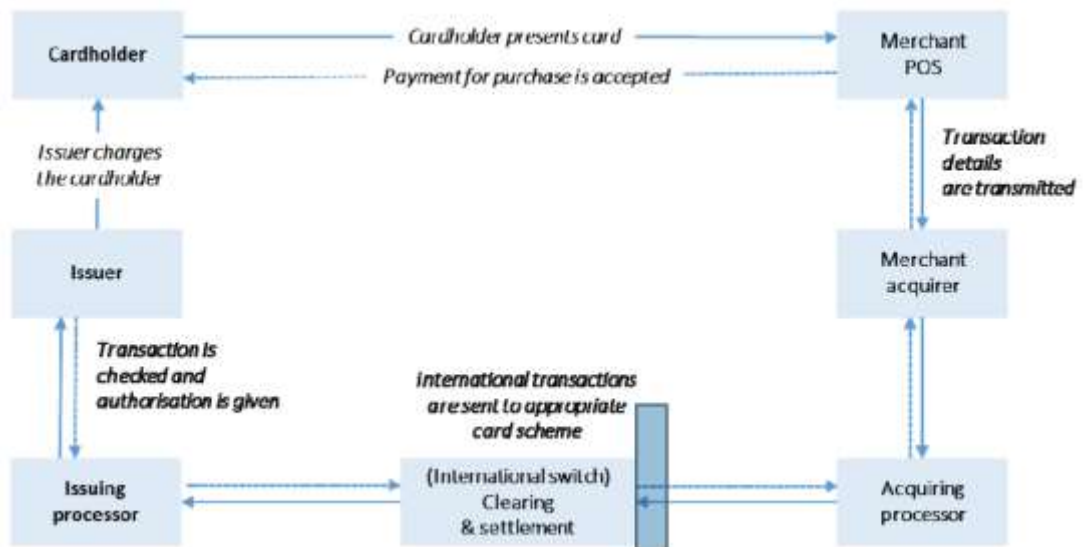 Cardholder
Cardholder presents card
Payment for purchase is accepted
Merchant
POS
Issuer charges
the cardholder
Transaction
details
are transmitted
Issuer
Merchant
acquirer
Transaction is
checked and
authorisation is given
international transactions
are sent to appropriate
card scheme
Issuing
processor
(International switch)
Clearing
& settlement
Acquiring
processor